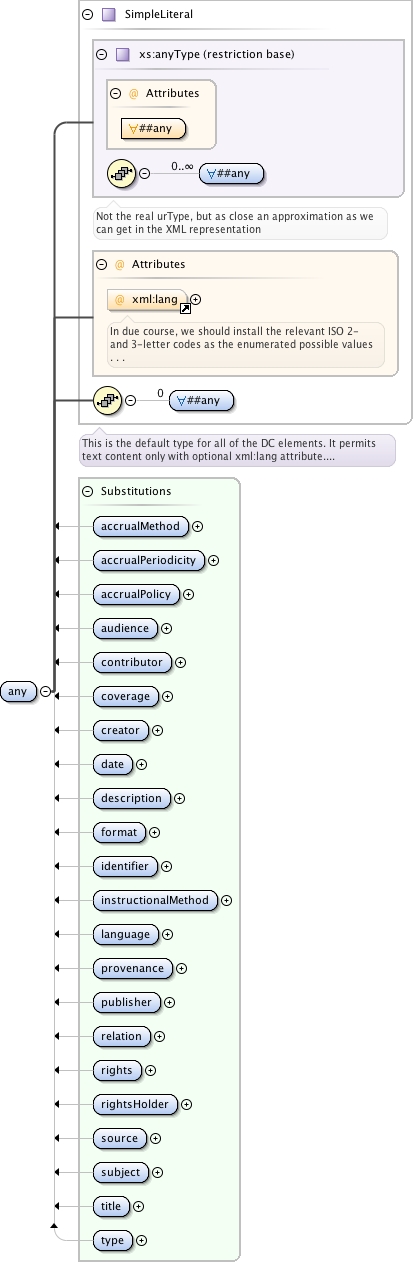 SimpleLiteral
xs:anyType (restriction base)
@ Attributes
∀##any
0..∞
∀##any
Not the real urType, but as close an approximation as we
can get in the XML representation
@ Attributes
@ xml:lang
In due course, we should install the relevant ISO 2-
and 3-letter codes as the enumerated possible values
. . .
0
∀##any
This is the default type for all of the DC elements. It permits
text content only with optional xml:lang attribute....
Substitutions
accrualMethod
accrualPeriodicity
accrualPolicy
audience
contributor
any
coverage
creator
date
description
format
identifier
instructionalMethod
language
provenance
publisher
relation
rights
rightsHolder
source
subject
title
type